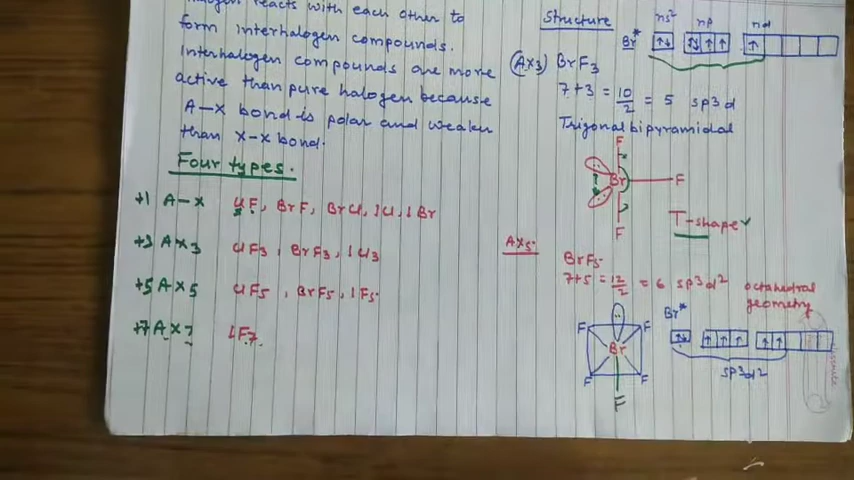 halogen reacts with each other to
form interhalogen compounds.
Interhalogen compounds are more
active than pure halogen because
A-X bond is polar and weaker
than X-X bond.
Four types.
+1 A-X ClF, BrF, BrCl, ICl, IBr
+3 AX3 ClF3, BrF3, ICl3
+5 AX5 ClF5, BrF5, IF5.
+7 AX7 IF7.
Structure
ns² np nd
Br*
(AX3) BrF3
7+3 = 10/2 = 5 sp3d
Trigonal bipyramidal
F
Br F
F
T-shape
AX5.
BrF5
7+5 = 12/2 = 6 sp3d2 octahedral
geometry
Br*
F F
Br
F F
F
sp3d2